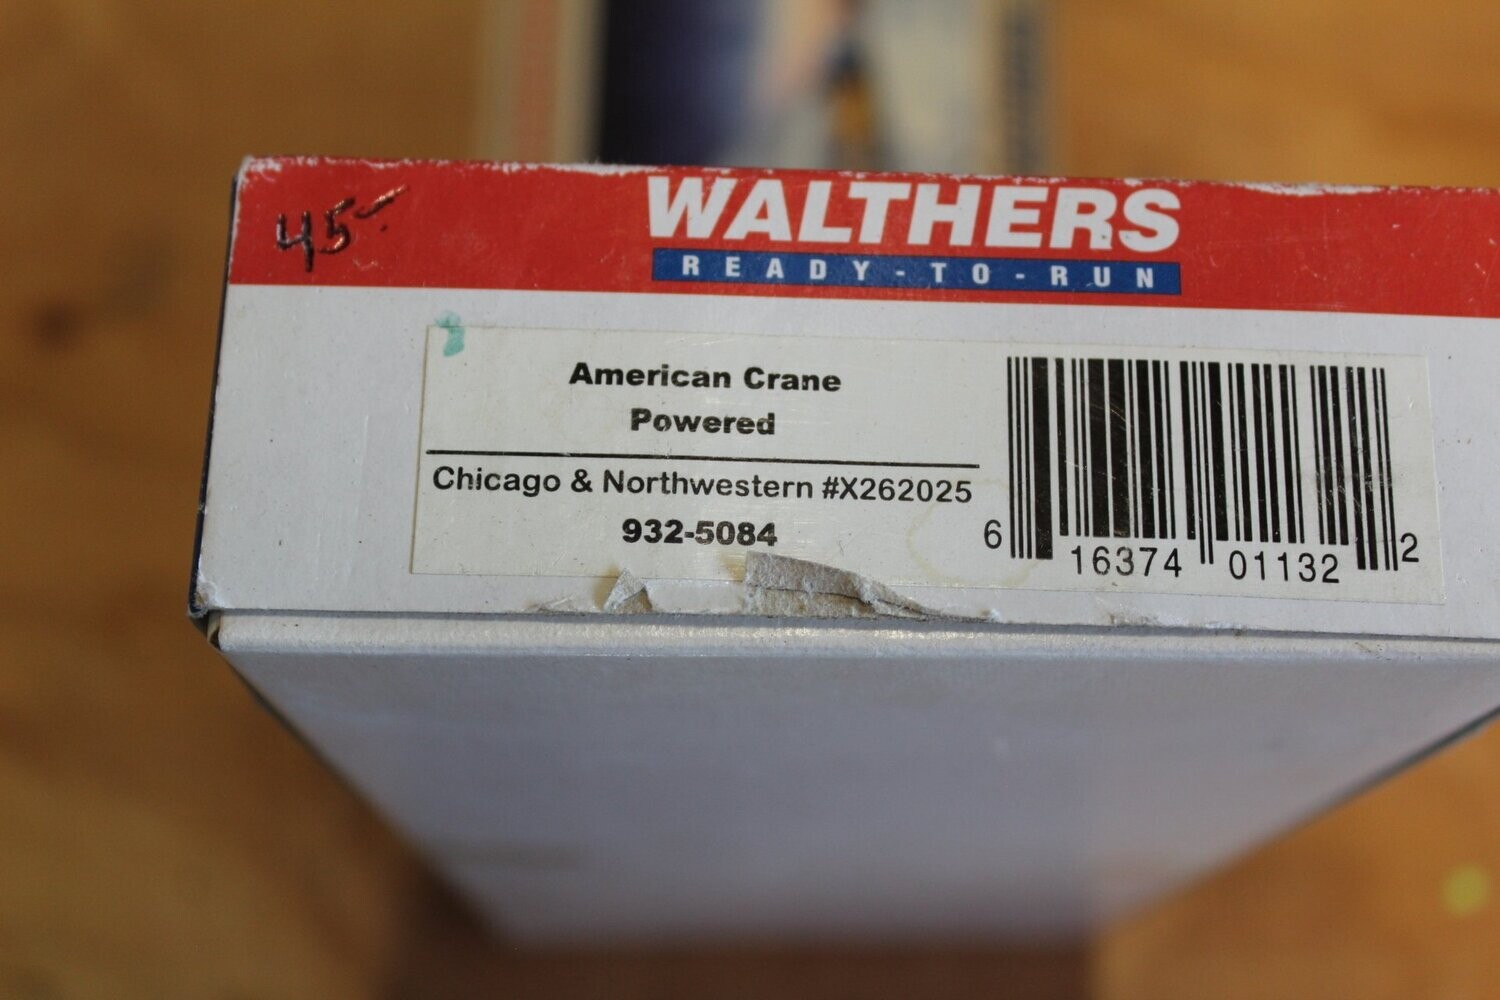 45-
WALTHERS
READY-TO-RUN
American Crane
Powered
Chicago & Northwestern #X262025
932-5084
6 16374 01132 2